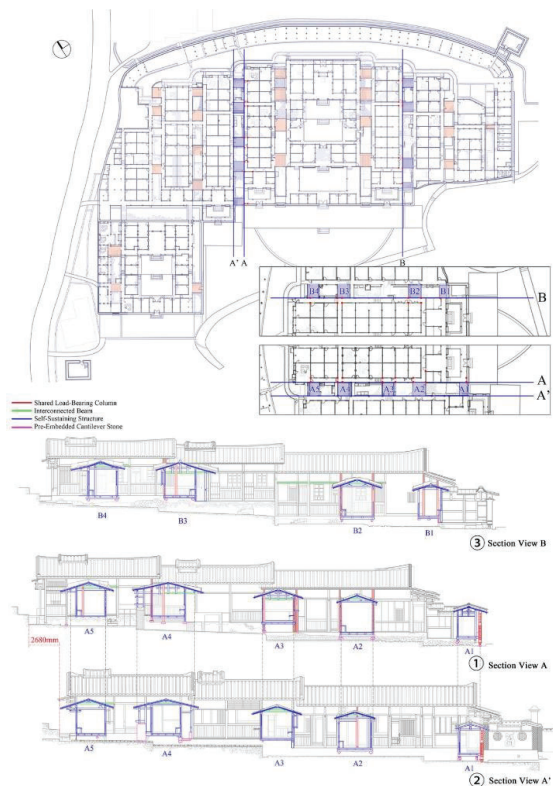 A' A
B
B4 B3 B2 B1
B
A5 A4 A3 A2 A1
A
A'
Shared Load-Bearing Column
Interconnected Beam
Self-Sustaining Structure
Pre-Embedded Cantilever Stone
B4
B3
B2
B1
③ Section View B
2680mm
A5
A4
A3
A2
A1
① Section View A
A5
A4
A3
A2
A1
② Section View A'